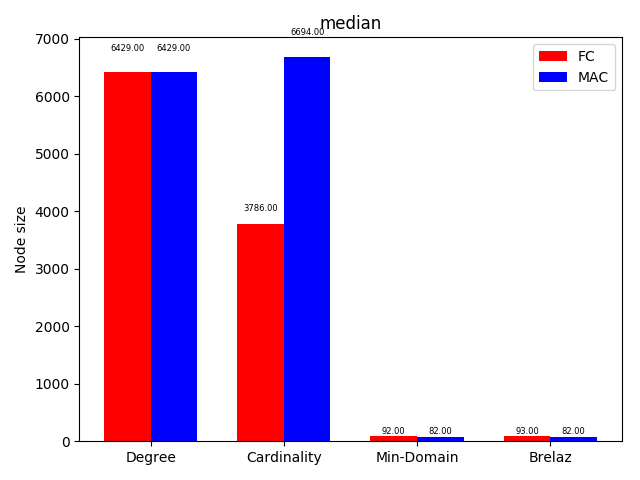 median
6694.00
6429.00 6429.00
3786.00
92.00 82.00 93.00 82.00
FC
MAC
Node size
7000
6000
5000
4000
3000
2000
1000
0
Degree Cardinality Min-Domain Brelaz